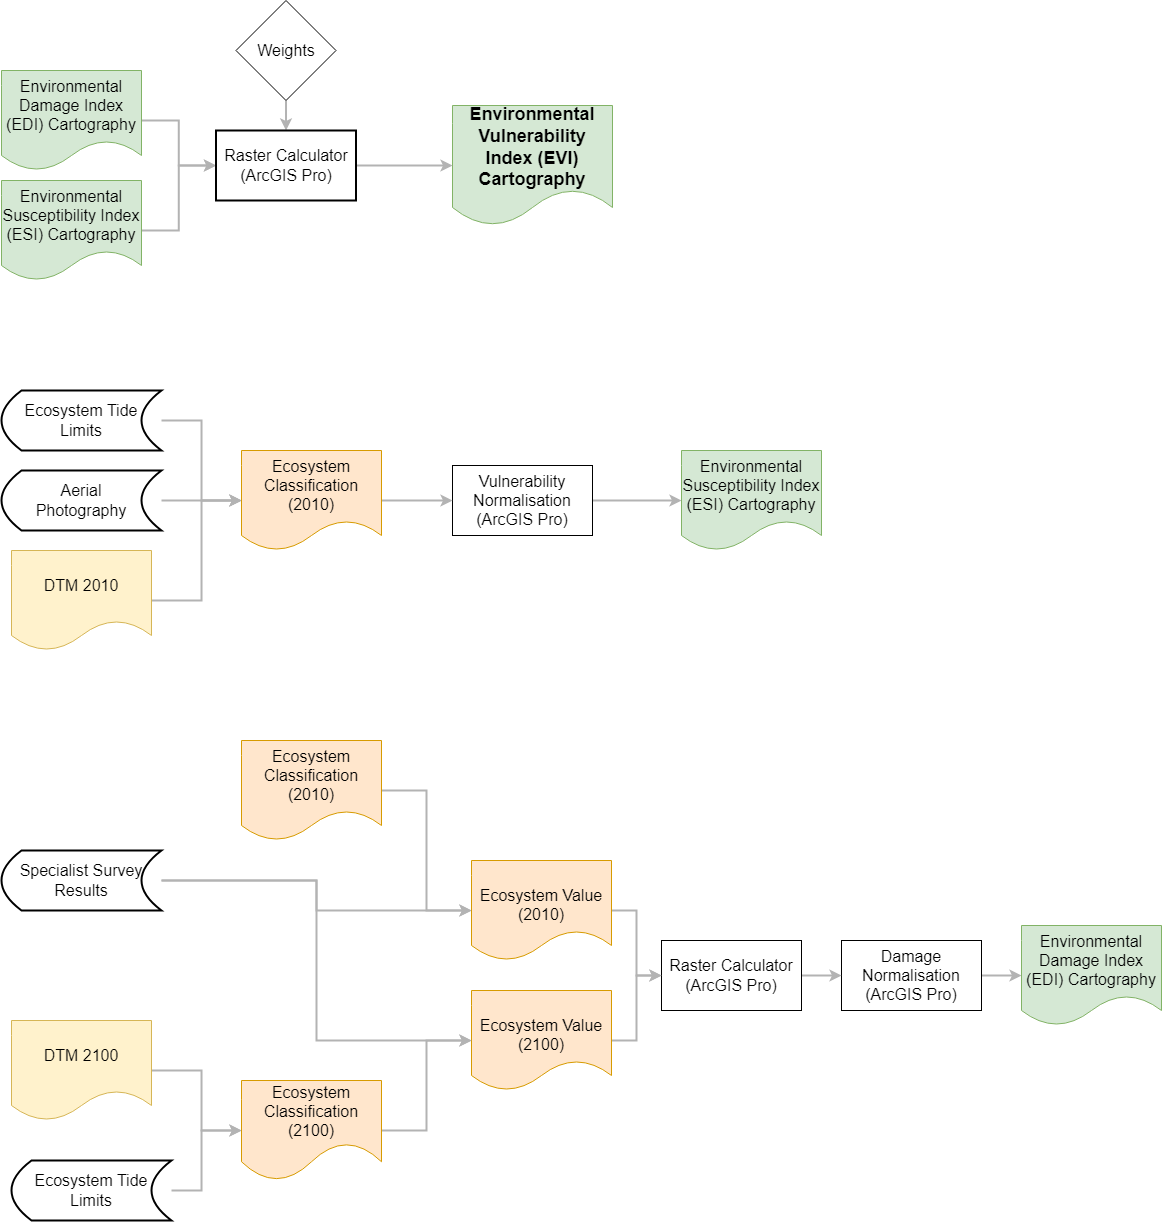 Weights
Environmental
Damage Index
(EDI) Cartography
Raster Calculator
(ArcGIS Pro)
Environmental
Vulnerability
Index (EVI)
Cartography
Environmental
Susceptibility Index
(ESI) Cartography
Ecosystem Tide
Limits
Aerial
Photography
DTM 2010
Ecosystem
Classification
(2010)
Vulnerability
Normalisation
(ArcGIS Pro)
Environmental
Susceptibility Index
(ESI) Cartography
Ecosystem
Classification
(2010)
Specialist Survey
Results
Ecosystem Value
(2010)
Raster Calculator
(ArcGIS Pro)
Damage
Normalisation
(ArcGIS Pro)
Environmental
Damage Index
(EDI) Cartography
Ecosystem Value
(2100)
DTM 2100
Ecosystem
Classification
(2100)
Ecosystem Tide
Limits